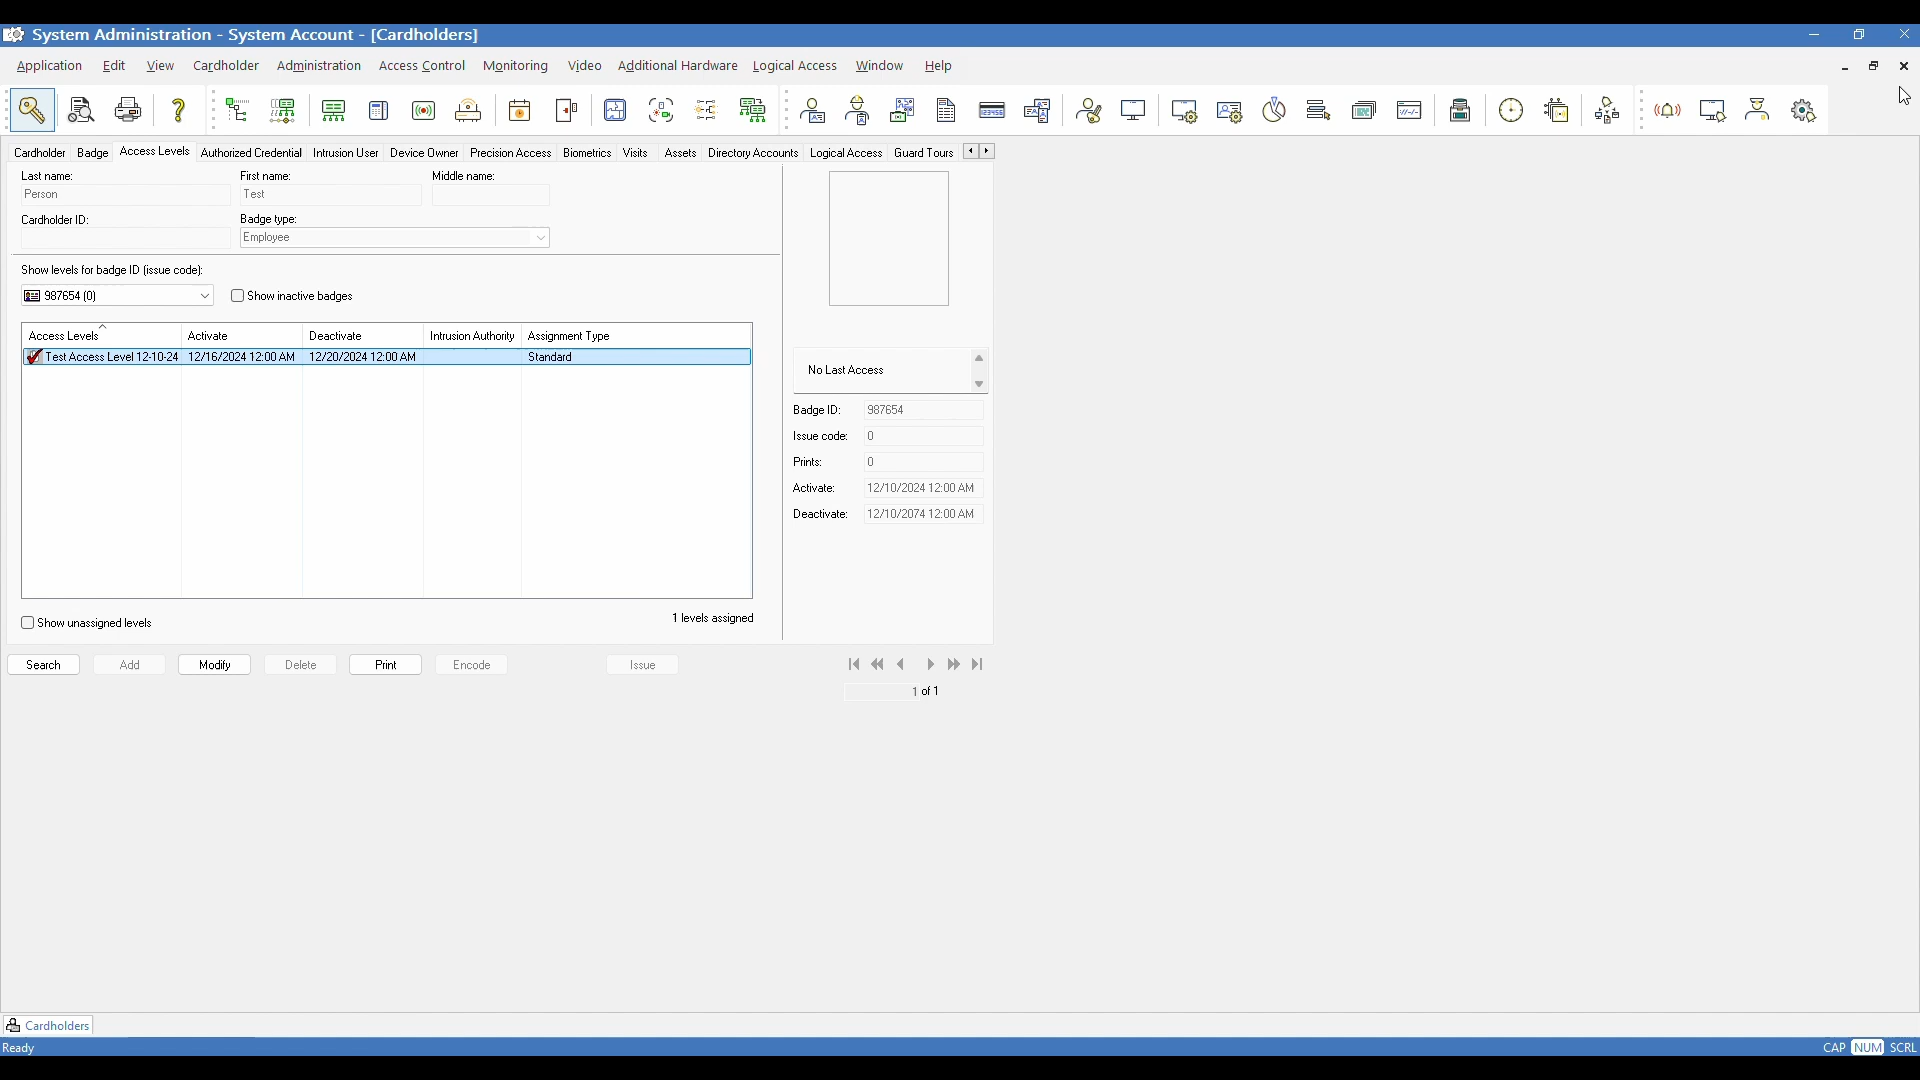 System Administration - System Account - [Cardholders]
Application Edit View Cardholder Administration Access Control Monitoring Video Additional Hardware Logical Access Window Help
Cardholder Badge Access Levels Authorized Credential Intrusion User Device Owner Precision Access Biometrics Visits Assets Directory Accounts Logical Access Guard Tours
Last name: First name: Middle name:
Person Test
Cardholder ID: Badge type:
Employee
Show levels for badge ID (issue code):
987654 (0) Show inactive badges
Access Levels Activate Deactivate Intrusion Authority Assignment Type
Test Access Level 12-10-24 12/16/2024 12:00 AM 12/20/2024 12:00 AM Standard
No Last Access
Badge ID: 987654
Issue code: 0
Prints: 0
Activate: 12/10/2024 12:00 AM
Deactivate: 12/10/2074 12:00 AM
1 levels assigned
Show unassigned levels
Search Add Modify Delete Print Encode Issue
1 of 1
Cardholders
Ready CAP NUM SCRL